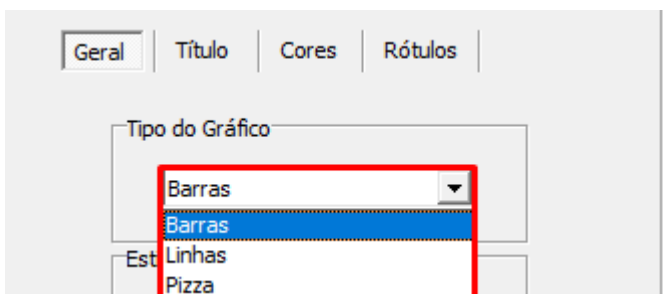 Geral Título Cores Rótulos
Tipo do Gráfico
Barras
Barras
Linhas
Est
Pizza